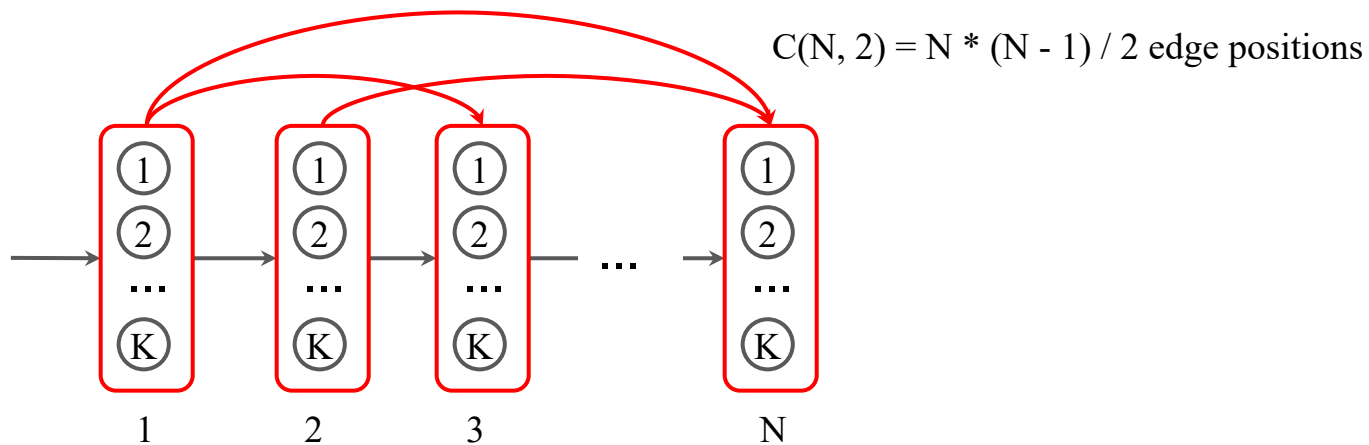 C(N, 2) = N * (N - 1) / 2 edge positions
1 1 1 1
2 2 2 2
... ... ... ... ...
K K K K
1 2 3 N